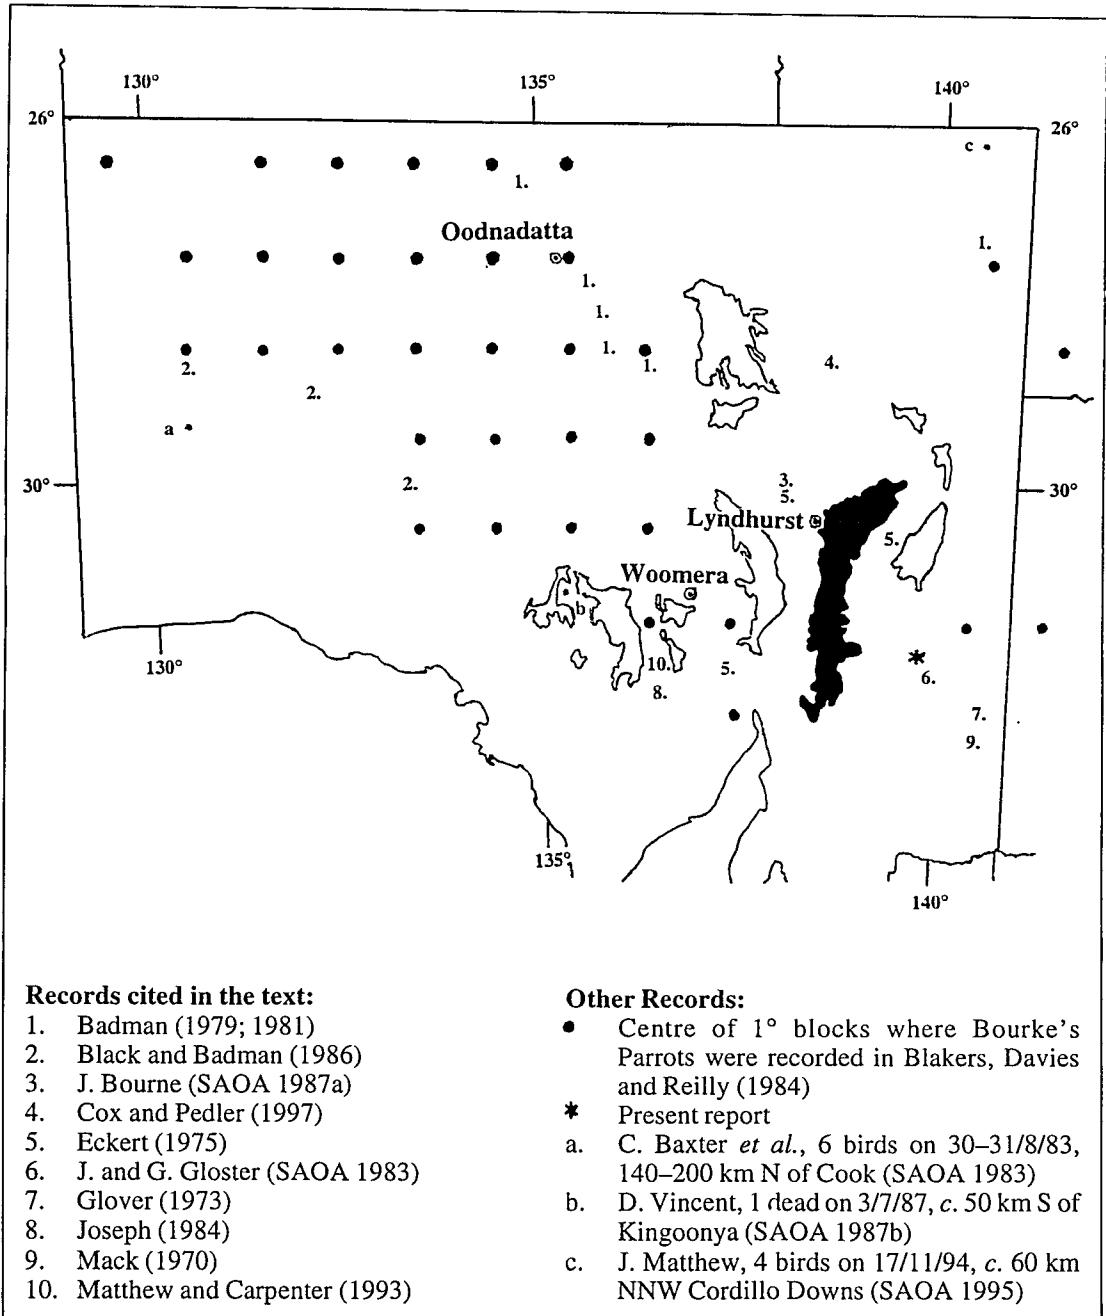 130°
135°
140°
26°
26°
c
1.
1.
Oodnadatta
1.
1.
1.
1.
4.
2.
2.
a
30°
2.
3.
5.
30°
Lyndhurst
5.
Woomera
b
10.
5.
8.
6.
7.
9.
130°
135°
140°
Records cited in the text:
1. Badman (1979; 1981)
2. Black and Badman (1986)
3. J. Bourne (SAOA 1987a)
4. Cox and Pedler (1997)
5. Eckert (1975)
6. J. and G. Gloster (SAOA 1983)
7. Glover (1973)
8. Joseph (1984)
9. Mack (1970)
10. Matthew and Carpenter (1993)
Other Records:
● Centre of 1° blocks where Bourke's
Parrots were recorded in Blakers, Davies
and Reilly (1984)
* Present report
a. C. Baxter et al., 6 birds on 30–31/8/83,
140–200 km N of Cook (SAOA 1983)
b. D. Vincent, 1 dead on 3/7/87, c. 50 km S of
Kingoonya (SAOA 1987b)
c. J. Matthew, 4 birds on 17/11/94, c. 60 km
NNW Cordillo Downs (SAOA 1995)